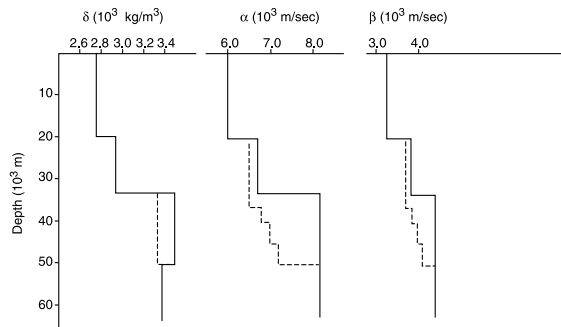 δ (10³ kg/m³)
α (10³ m/sec)
β (10³ m/sec)
2.6 2.8 3.0 3.2 3.4
6.0 7.0 8.0
3.0 4.0
Depth (10³ m)
10
20
30
40
50
60